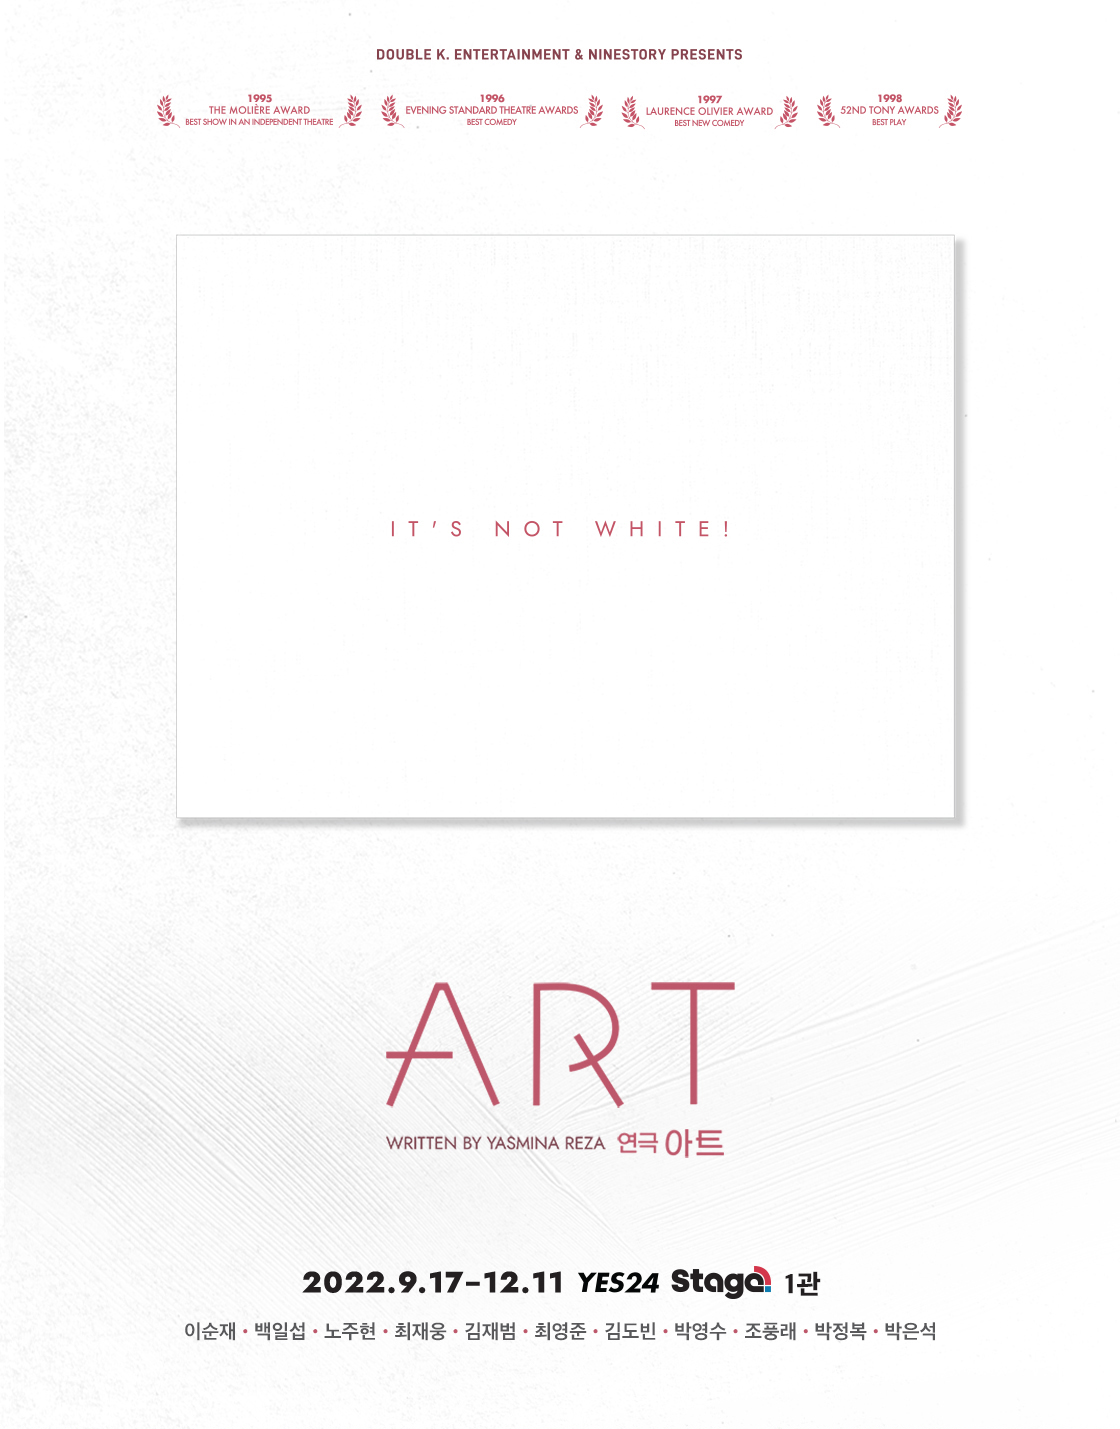 DOUBLE K. ENTERTAINMENT & NINESTORY PRESENTS
1995
THE MOLIÈRE AWARD
BEST SHOW IN AN INDEPENDENT THEATRE
1996
EVENING STANDARD THEATRE AWARDS
BEST COMEDY
1997
LAURENCE OLIVIER AWARD
BEST NEW COMEDY
1998
52ND TONY AWARDS
BEST PLAY
IT'S NOT WHITE!
ART
WRITTEN BY YASMINA REZA 연극 아트
2022.9.17–12.11 YES24 Stage 1관
이순재 • 백일섭 • 노주현 • 최재웅 • 김재범 • 최영준 • 김도빈 • 박영수 • 조풍래 • 박정복 • 박은석